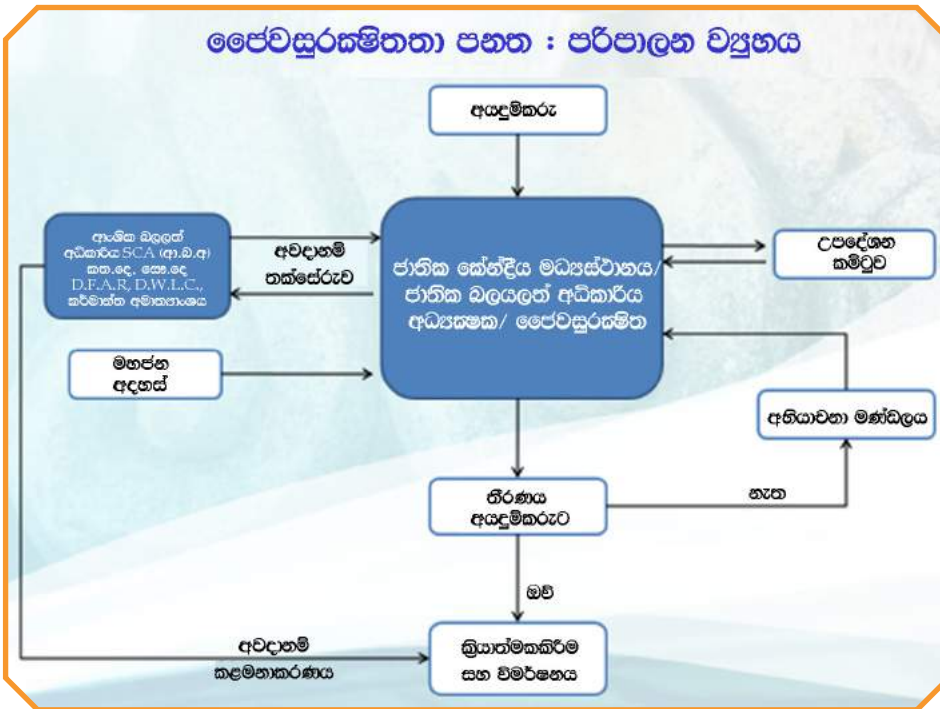 ජෛවසුරක්‍ෂිතතා පනත : පරිපාලන ව්‍යුහය
අයදුම්කරු
ආංශික බලලත්
අධිකාරිය SCA (ආ.බ.අ)
කෘ.දෙ, සෞ.දෙ
D.F.A.R, D.W.L.C.,
කර්මාන්ත අමාත්‍යාංශය
අවදානම්
තක්සේරුව
ජාතික කේන්ද්‍රීය මධ්‍යස්ථානය/
ජාතික බලයලත් අධිකාරිය
අධ්‍යක්‍ෂක/ ජෛවසුරක්‍ෂිත
උපදේශන
කමිටුව
මහජන
අදහස්
අභියාචනා මණ්ඩලය
තීරණය
අයදුම්කරුට
නැත
ඔව්
අවදානම්
කළමනාකරණය
ක්‍රියාත්මකකිරීම
සහ විමර්ෂනය